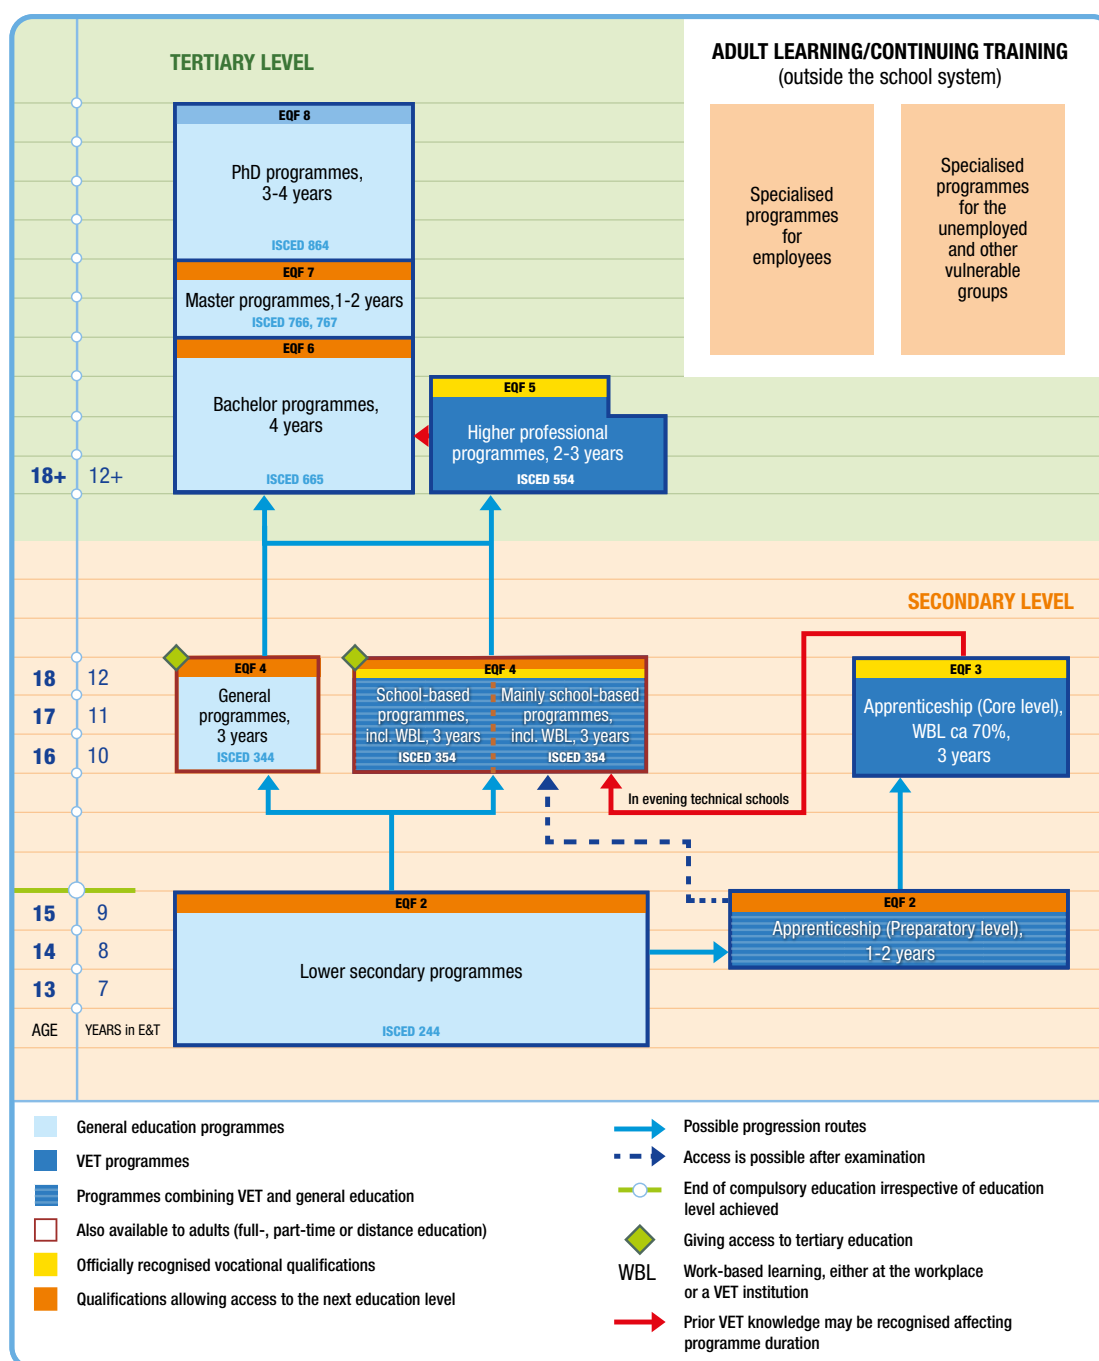 TERTIARY LEVEL
ADULT LEARNING/CONTINUING TRAINING
(outside the school system)
Specialised
programmes
for
employees
Specialised
programmes
for the
unemployed
and other
vulnerable
groups
EQF 8
PhD programmes,
3-4 years
ISCED 864
EQF 7
Master programmes,1-2 years
ISCED 766, 767
EQF 6
Bachelor programmes,
4 years
ISCED 665
EQF 5
Higher professional
programmes, 2-3 years
ISCED 554
18+ 12+
SECONDARY LEVEL
EQF 4
General
programmes,
3 years
ISCED 344
EQF 4
School-based
programmes,
incl. WBL, 3 years
ISCED 354
Mainly school-based
programmes,
incl. WBL, 3 years
ISCED 354
EQF 3
Apprenticeship (Core level),
WBL ca 70%,
3 years
18 12
17 11
16 10
In evening technical schools
EQF 2
Lower secondary programmes
ISCED 244
EQF 2
Apprenticeship (Preparatory level),
1-2 years
15 9
14 8
13 7
AGE YEARS in E&T
General education programmes
VET programmes
Programmes combining VET and general education
Also available to adults (full-, part-time or distance education)
Officially recognised vocational qualifications
Qualifications allowing access to the next education level
Possible progression routes
Access is possible after examination
End of compulsory education irrespective of education
level achieved
Giving access to tertiary education
WBL Work-based learning, either at the workplace
or a VET institution
Prior VET knowledge may be recognised affecting
programme duration